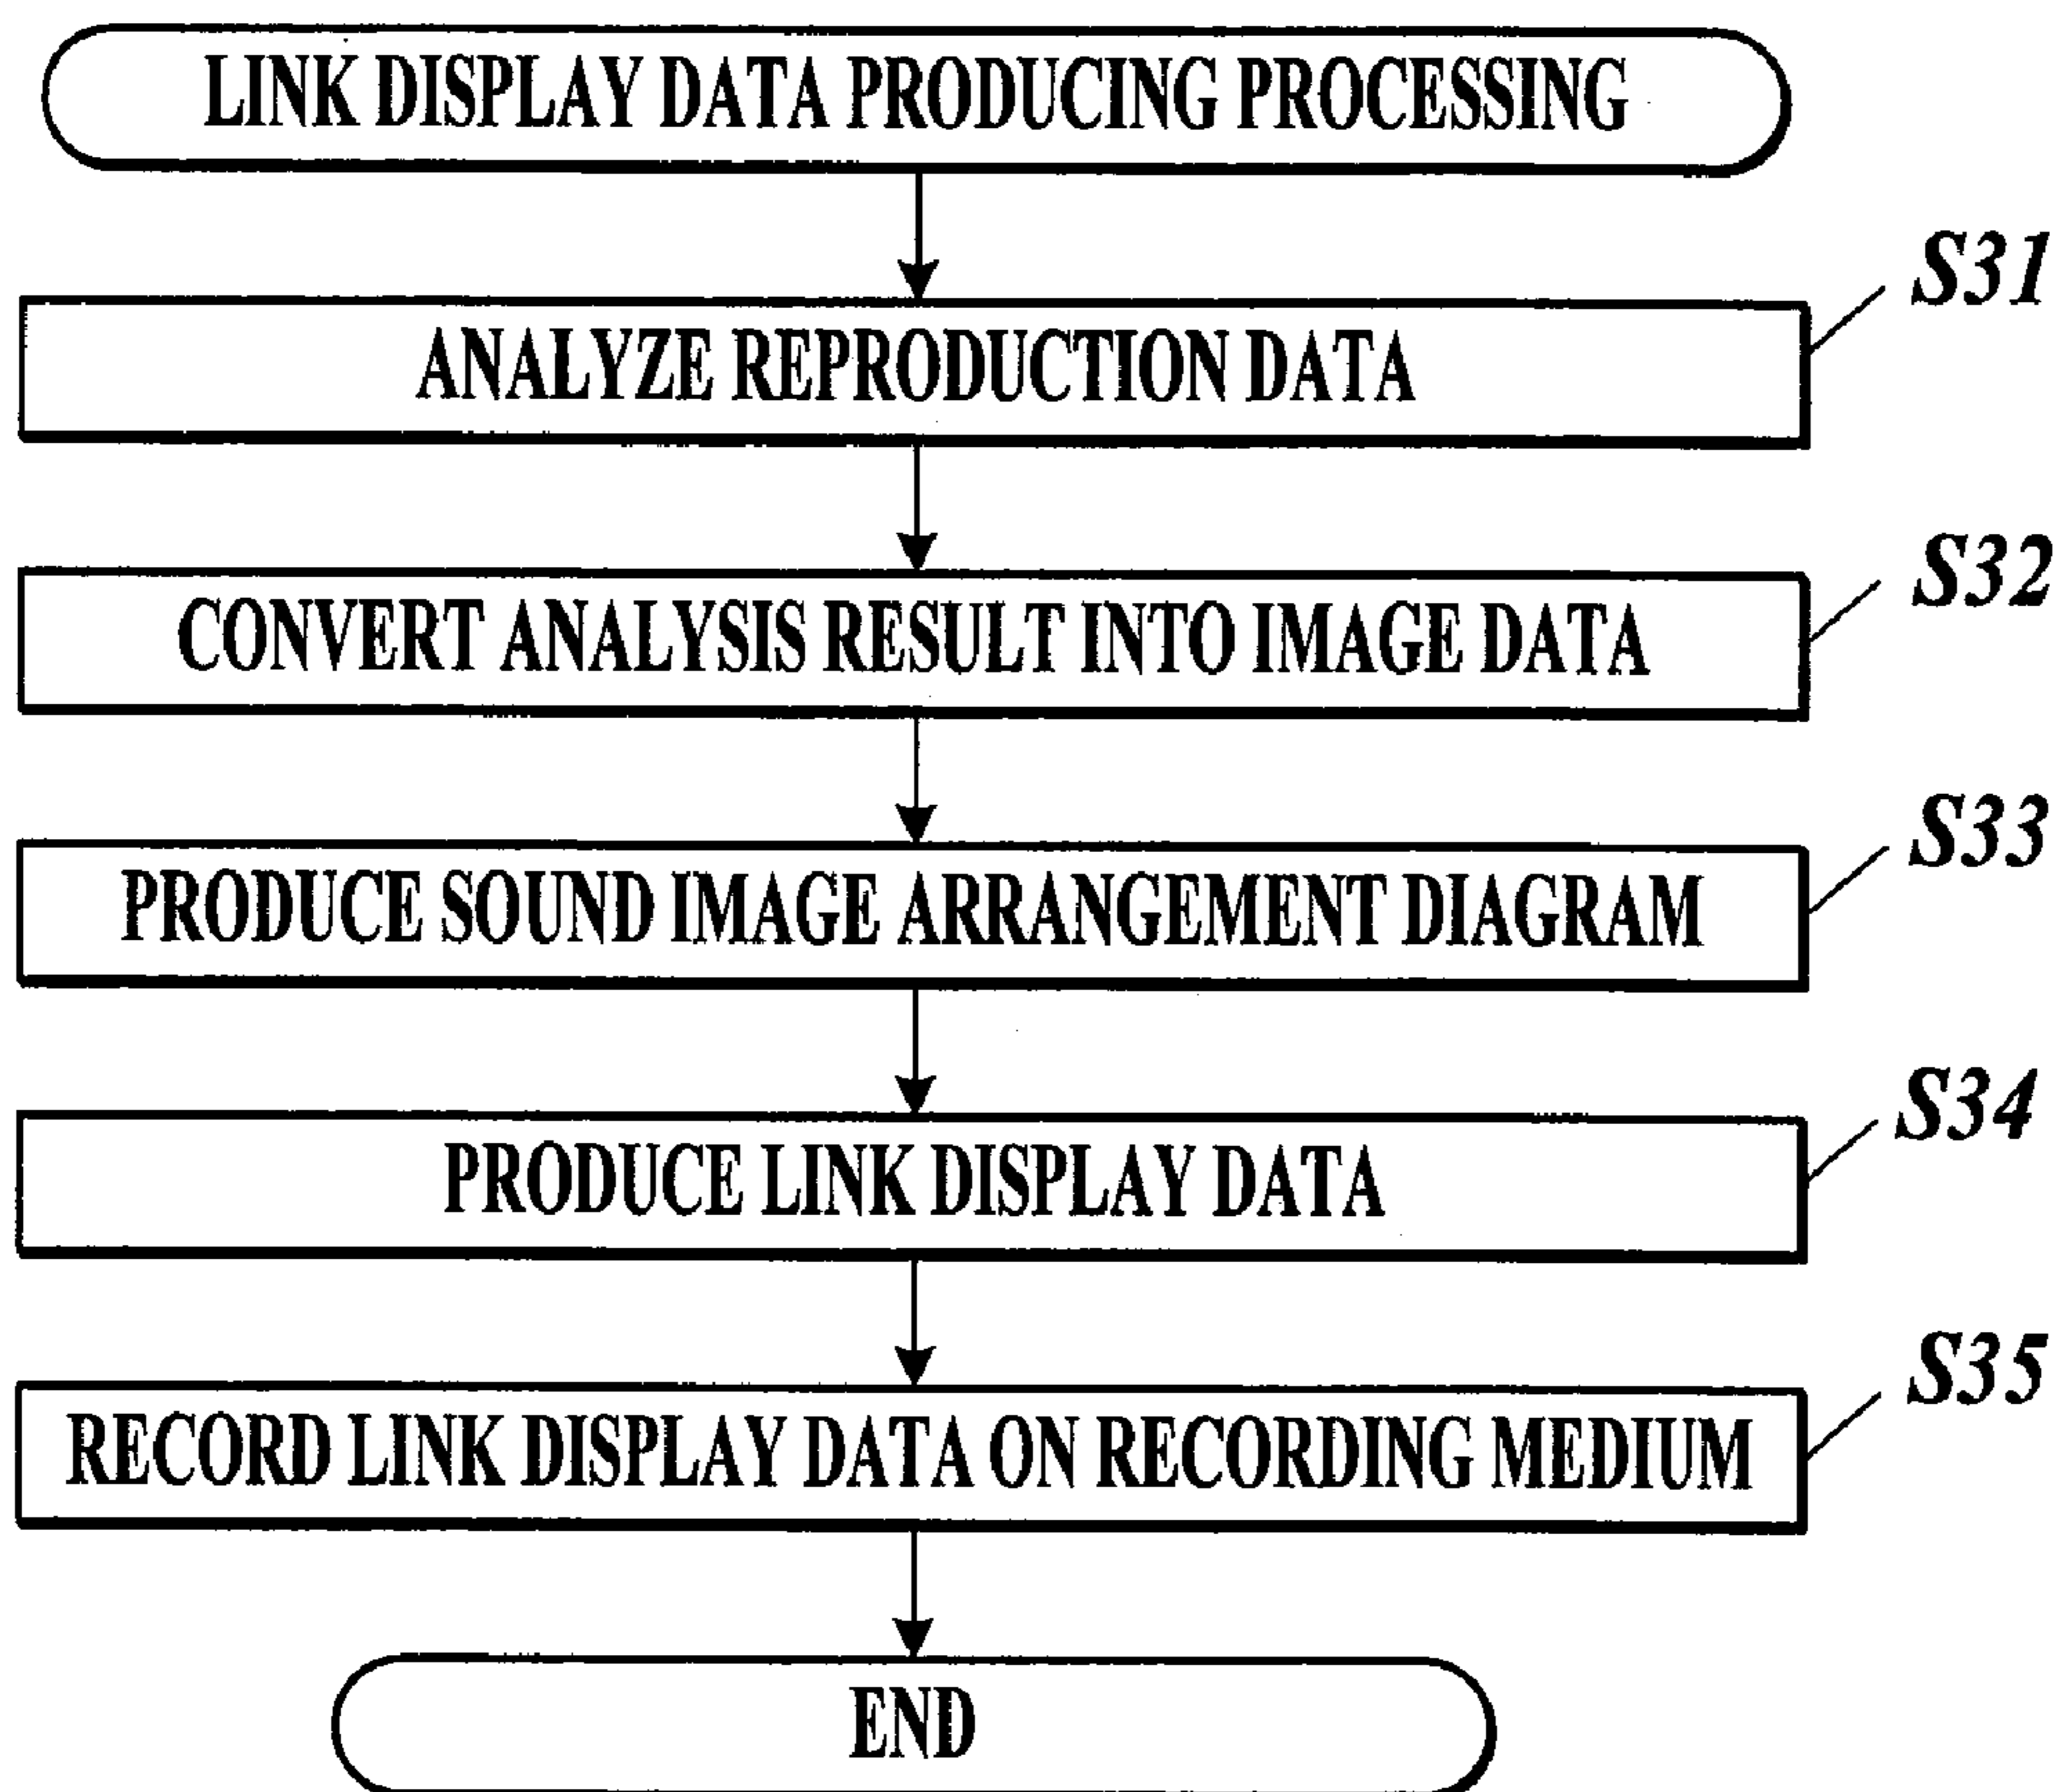 LINK DISPLAY DATA PRODUCING PROCESSING
S31
ANALYZE REPRODUCTION DATA
S32
CONVERT ANALYSIS RESULT INTO IMAGE DATA
S33
PRODUCE SOUND IMAGE ARRANGEMENT DIAGRAM
S34
PRODUCE LINK DISPLAY DATA
S35
RECORD LINK DISPLAY DATA ON RECORDING MEDIUM
END